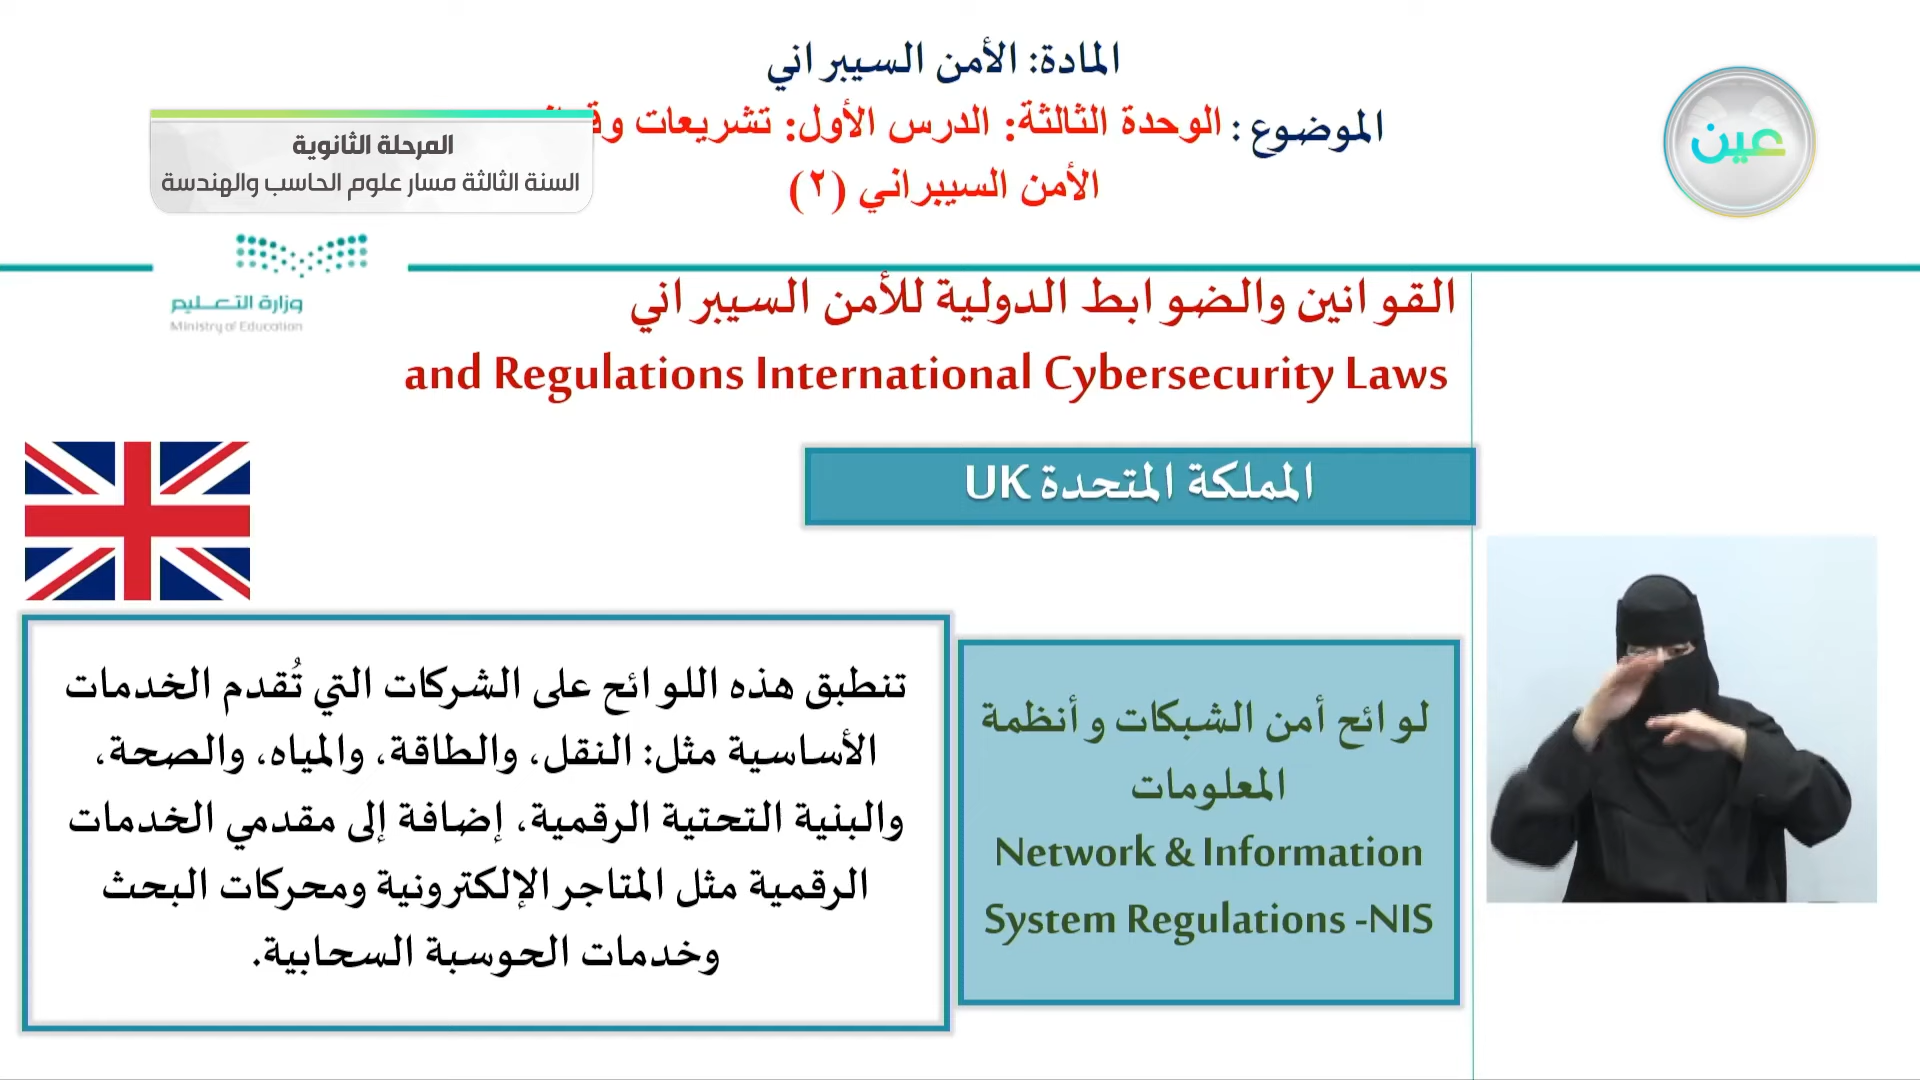 المادة: الأمن السيبراني
الموضوع: الوحدة الثالثة: الدرس الأول: تشريعات
الأمن السيبراني (٢)
المرحلة الثانوية
السنة الثالثة مسار علوم الحاسب والهندسة
عين
وزارة التعليم
Ministry of Education
القوانين والضوابط الدولية للأمن السيبراني
and Regulations International Cybersecurity Laws
المملكة المتحدة UK
لوائح أمن الشبكات وأنظمة
المعلومات
Network & Information
System Regulations -NIS
تنطبق هذه اللوائح على الشركات التي تُقدم الخدمات
الأساسية مثل: النقل، والطاقة، والمياه، والصحة،
والبنية التحتية الرقمية، إضافة إلى مقدمي الخدمات
الرقمية مثل المتاجر الإلكترونية ومحركات البحث
وخدمات الحوسبة السحابية.